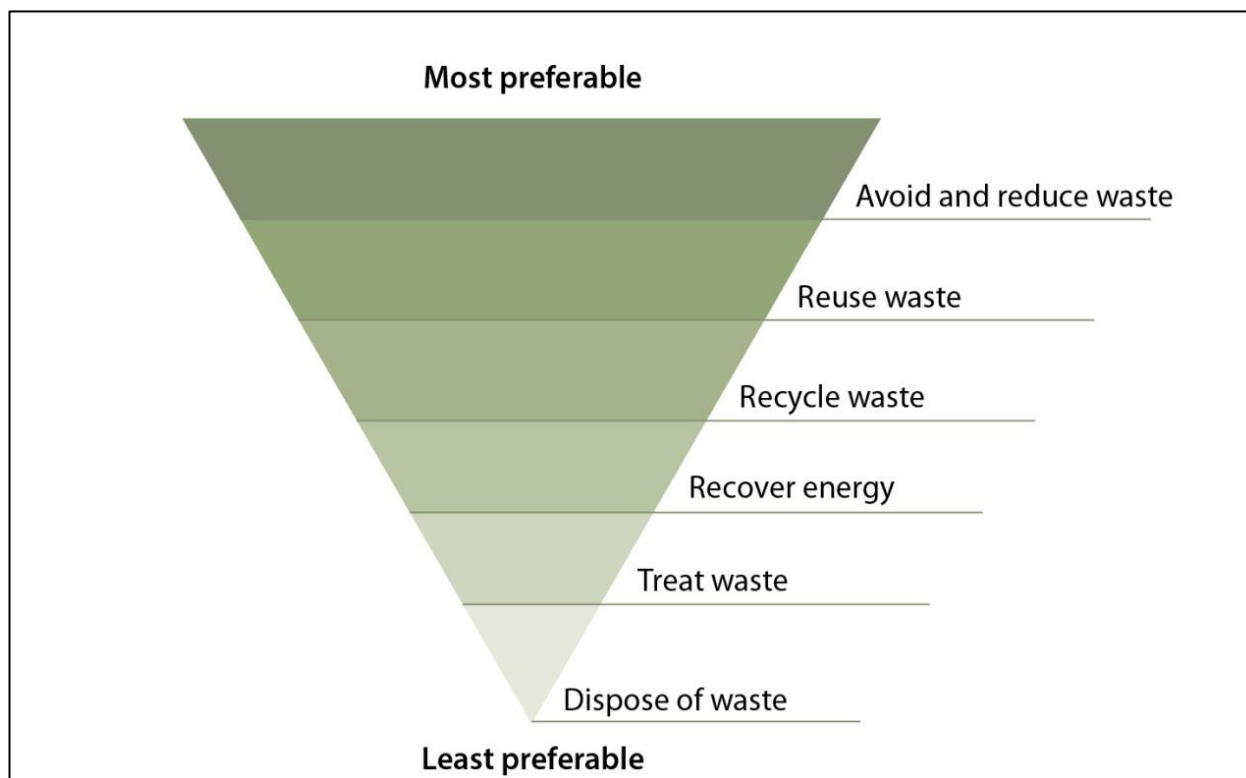 Most preferable
Avoid and reduce waste
Reuse waste
Recycle waste
Recover energy
Treat waste
Dispose of waste
Least preferable